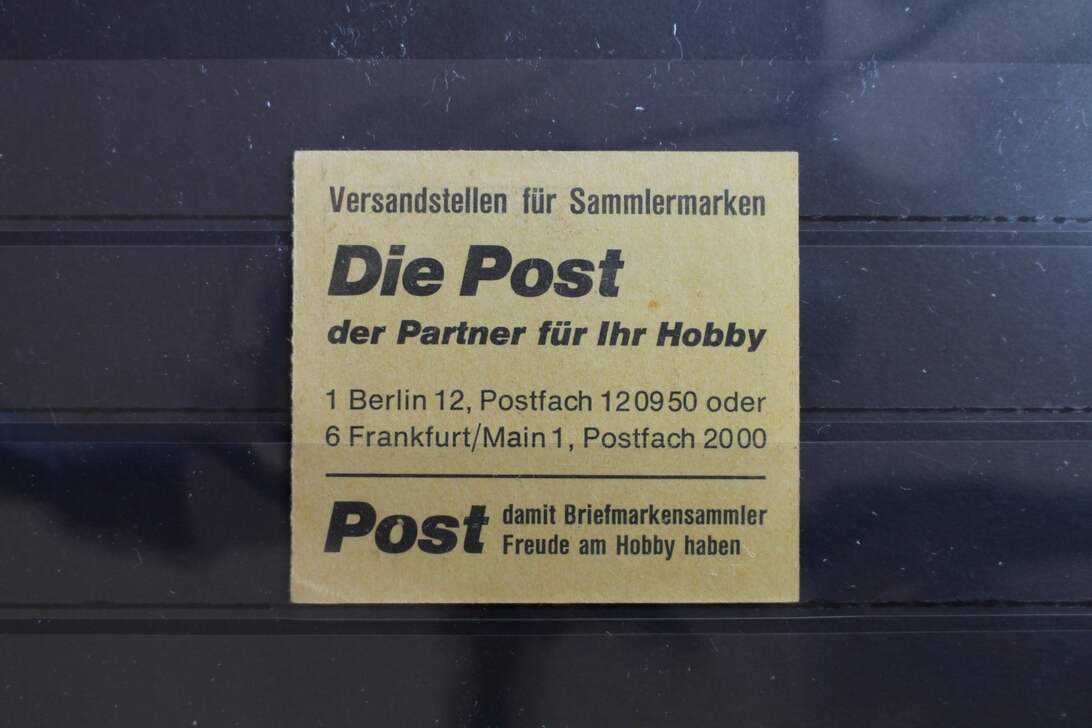 Versandstellen für Sammlermarken
Die Post
der Partner für Ihr Hobby
1 Berlin 12, Postfach 120950 oder
6 Frankfurt/Main 1, Postfach 2000
Post damit Briefmarkensammler
Freude am Hobby haben